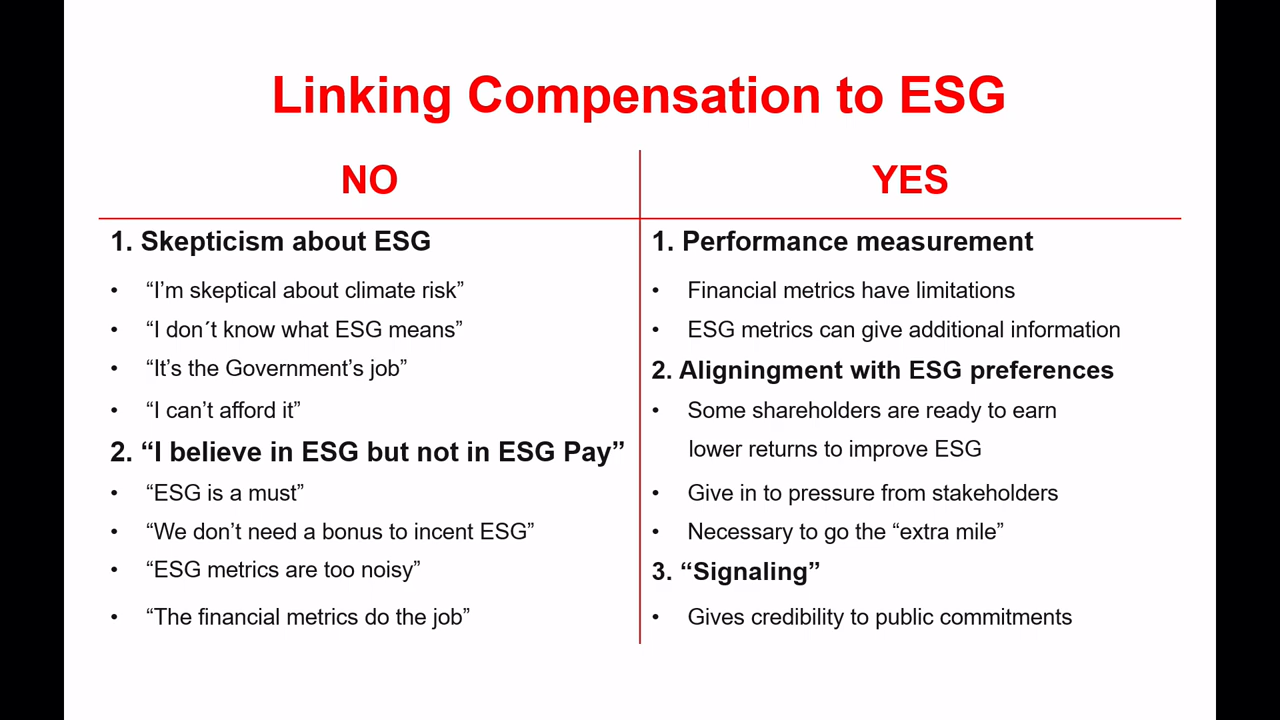 Linking Compensation to ESG
NO
1. Skepticism about ESG
• “I’m skeptical about climate risk”
• “I don´t know what ESG means”
• “It’s the Government’s job”
• “I can’t afford it”
2. “I believe in ESG but not in ESG Pay”
• “ESG is a must”
• “We don’t need a bonus to incent ESG”
• “ESG metrics are too noisy”
• “The financial metrics do the job”
YES
1. Performance measurement
• Financial metrics have limitations
• ESG metrics can give additional information
2. Aligningment with ESG preferences
• Some shareholders are ready to earn
lower returns to improve ESG
• Give in to pressure from stakeholders
• Necessary to go the “extra mile”
3. “Signaling”
• Gives credibility to public commitments